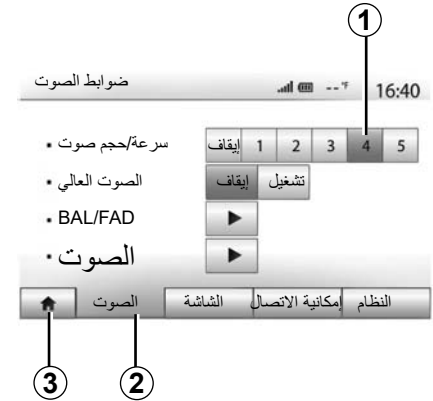 1
ضوابط الصوت --°F 16:40
سرعة/حجم صوت إيقاف 1 2 3 4 5
الصوت العالي إيقاف تشغيل
BAL/FAD
الصوت
الصوت الشاشة إمكانية الاتصال النظام
3 2